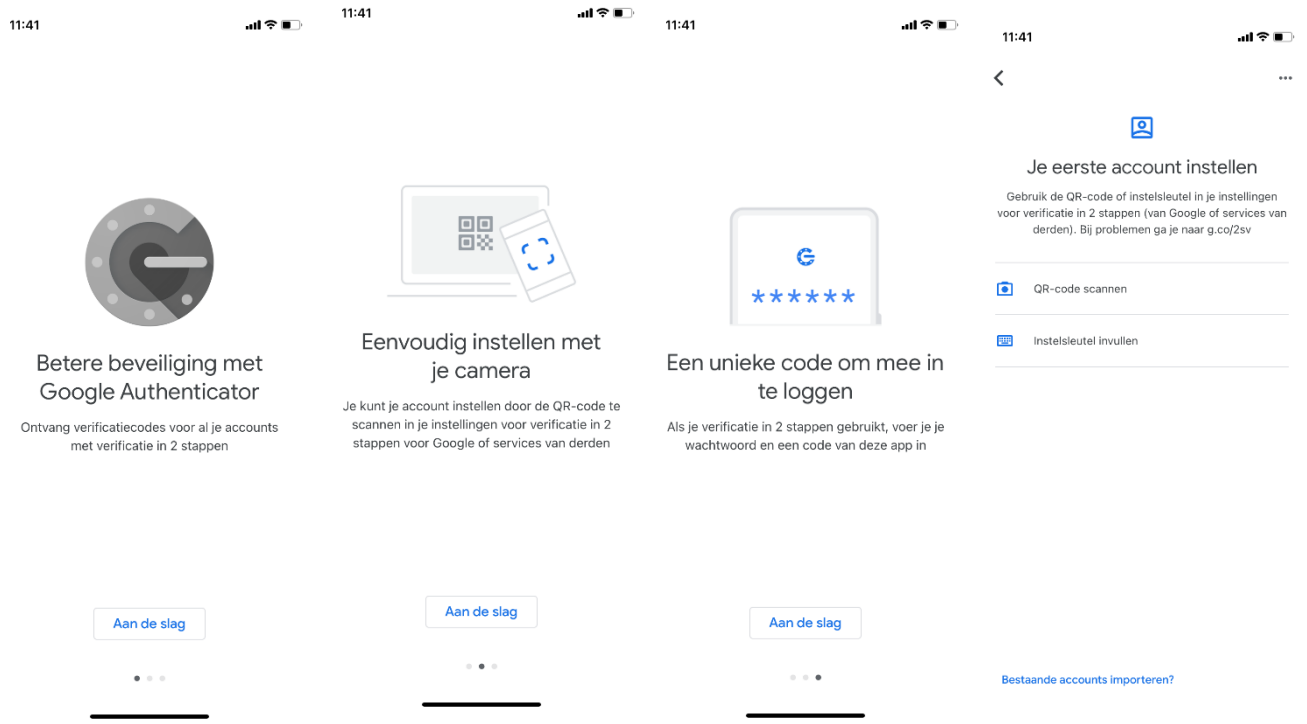 11:41
Betere beveiliging met
Google Authenticator
Ontvang verificatiecodes voor al je accounts
met verificatie in 2 stappen
Aan de slag
11:41
Eenvoudig instellen met
je camera
Je kunt je account instellen door de QR-code te
scannen in je instellingen voor verificatie in 2
stappen voor Google of services van derden
Aan de slag
11:41
******
Een unieke code om mee in
te loggen
Als je verificatie in 2 stappen gebruikt, voer je je
wachtwoord en een code van deze app in
Aan de slag
11:41
Je eerste account instellen
Gebruik de QR-code of instelsleutel in je instellingen
voor verificatie in 2 stappen (van Google of services van
derden). Bij problemen ga je naar g.co/2sv
QR-code scannen
Instelsleutel invullen
Bestaande accounts importeren?